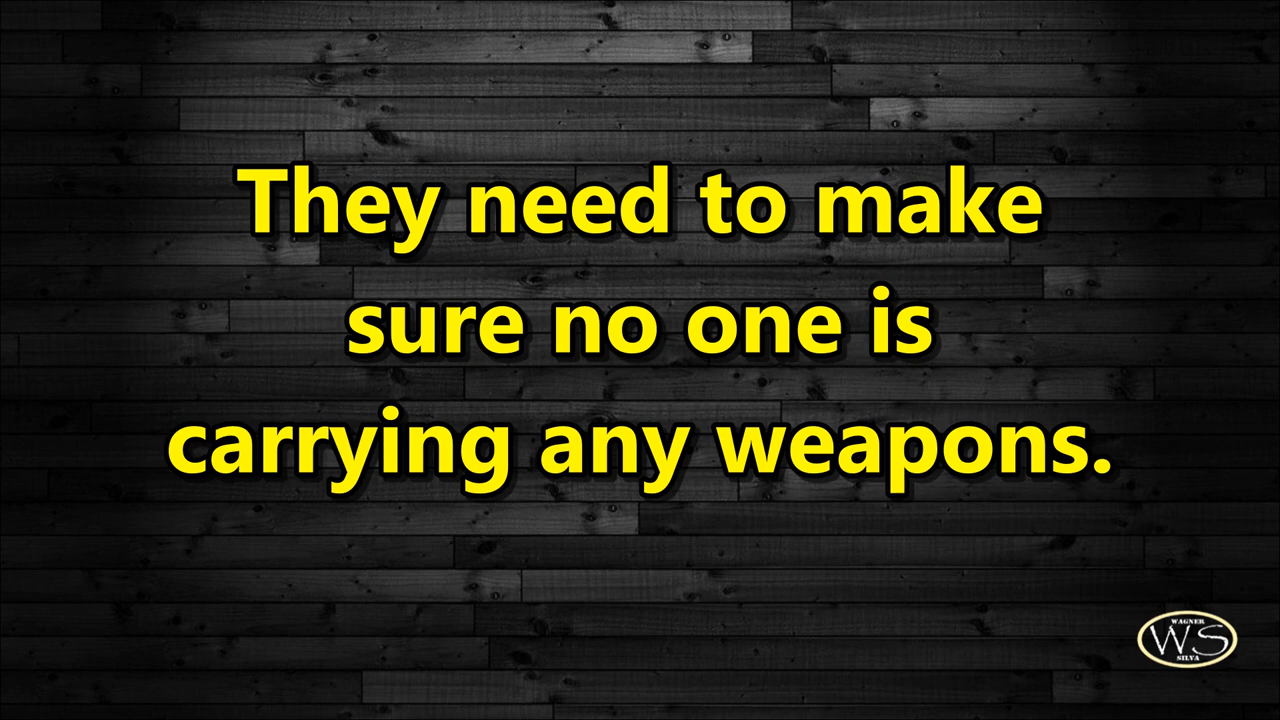 They need to make
sure no one is
carrying any weapons.
WAGNER
WS
SILVA